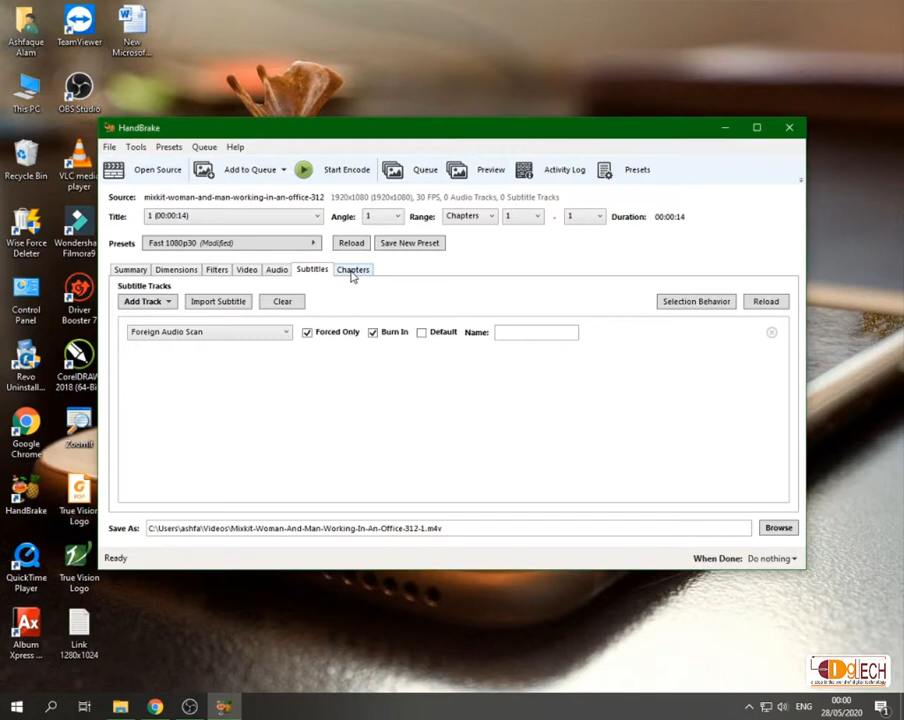 Ashfaque
Alam
TeamViewer
New
Microsof...
This PC
OBS Studio
Recycle Bin
VLC media
player
Wise Force
Deleter
Wondersha
Filmora9
Control
Panel
Driver
Booster 7
Revo
Uninstall...
CorelDRAW
2018 (64-Bi
Google
Chrome
ZoomIt
HandBrake
True Vision
Logo
QuickTime
Player
True Vision
Logo
Album
Xpress ...
Link
1280x1024
HandBrake
File Tools Presets Queue Help
Open Source Add to Queue Start Encode Queue Preview Activity Log Presets
Source: mixkit-woman-and-man-working-in-an-office-312 1920x1080 (1920x1080), 30 FPS, 0 Audio Tracks, 0 Subtitle Tracks
Title: 1 (00:00:14) Angle: 1 Range: Chapters 1 - 1 Duration: 00:00:14
Presets Fast 1080p30 (Modified) Reload Save New Preset
Summary Dimensions Filters Video Audio Subtitles Chapters
Subtitle Tracks
Add Track Import Subtitle Clear Selection Behavior Reload
Foreign Audio Scan Forced Only Burn In Default Name:
Save As: C:\Users\ashfa\Videos\Mixkit-Woman-And-Man-Working-In-An-Office-312-1.m4v Browse
Ready When Done: Do nothing
ENG
00:00
28/05/2020